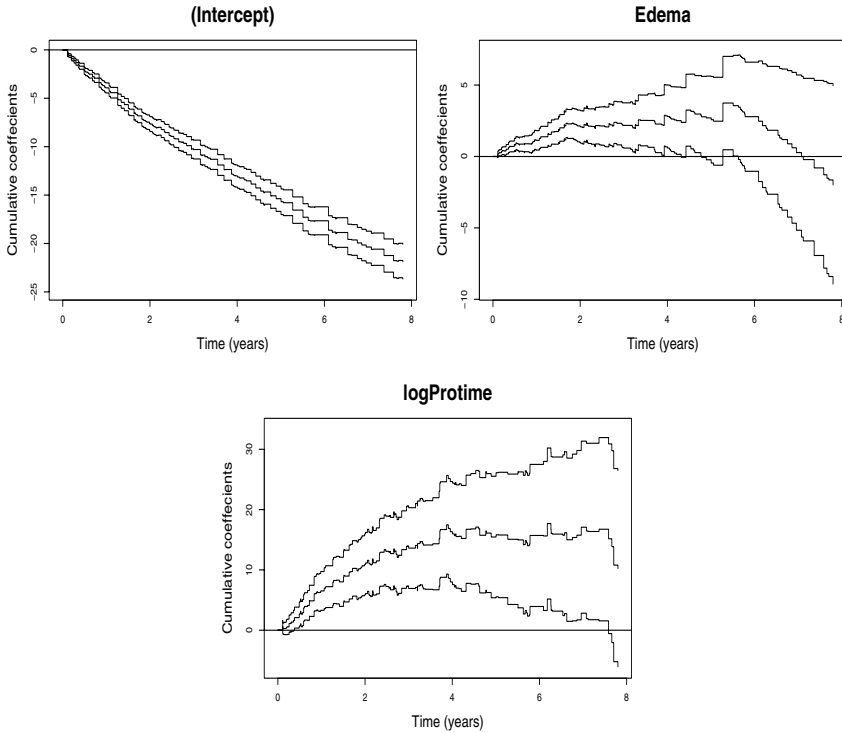 (Intercept)
Cumulative coeffecients
0
-5
-10
-15
-20
-25
0 2 4 6 8
Time (years)
Edema
Cumulative coeffecients
5
0
-5
-10
0 2 4 6 8
Time (years)
logProtime
Cumulative coeffecients
30
20
10
0
0 2 4 6 8
Time (years)